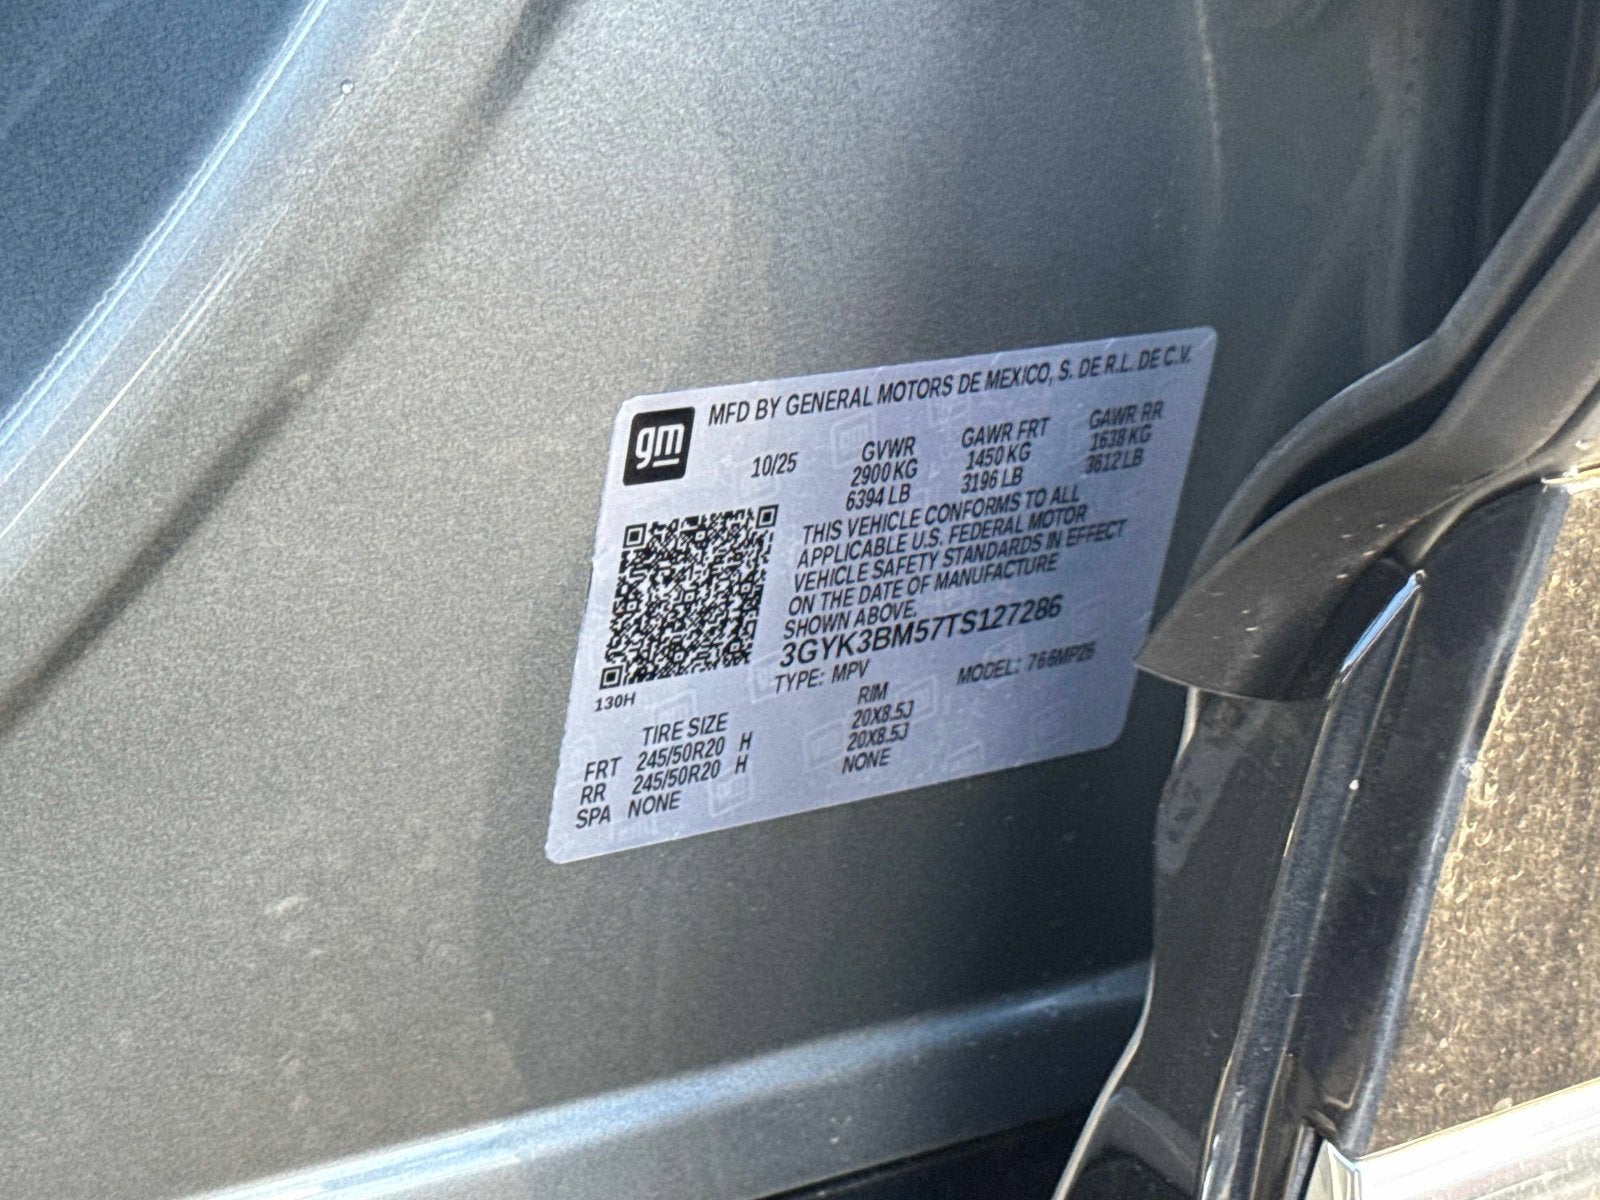 gm
MFD BY GENERAL MOTORS DE MEXICO, S. DE R.L. DE C.V.
10/25 GVWR GAWR FRT GAWR RR
2900 KG 1450 KG 1638 KG
6394 LB 3196 LB 3612 LB
THIS VEHICLE CONFORMS TO ALL
APPLICABLE U.S. FEDERAL MOTOR
VEHICLE SAFETY STANDARDS IN EFFECT
ON THE DATE OF MANUFACTURE
SHOWN ABOVE.
3GYK3BM57TS127286
TYPE: MPV MODEL: 766MP26
130H
TIRE SIZE RIM
FRT 245/50R20 H 20X8.5J
RR 245/50R20 H 20X8.5J
SPA NONE NONE